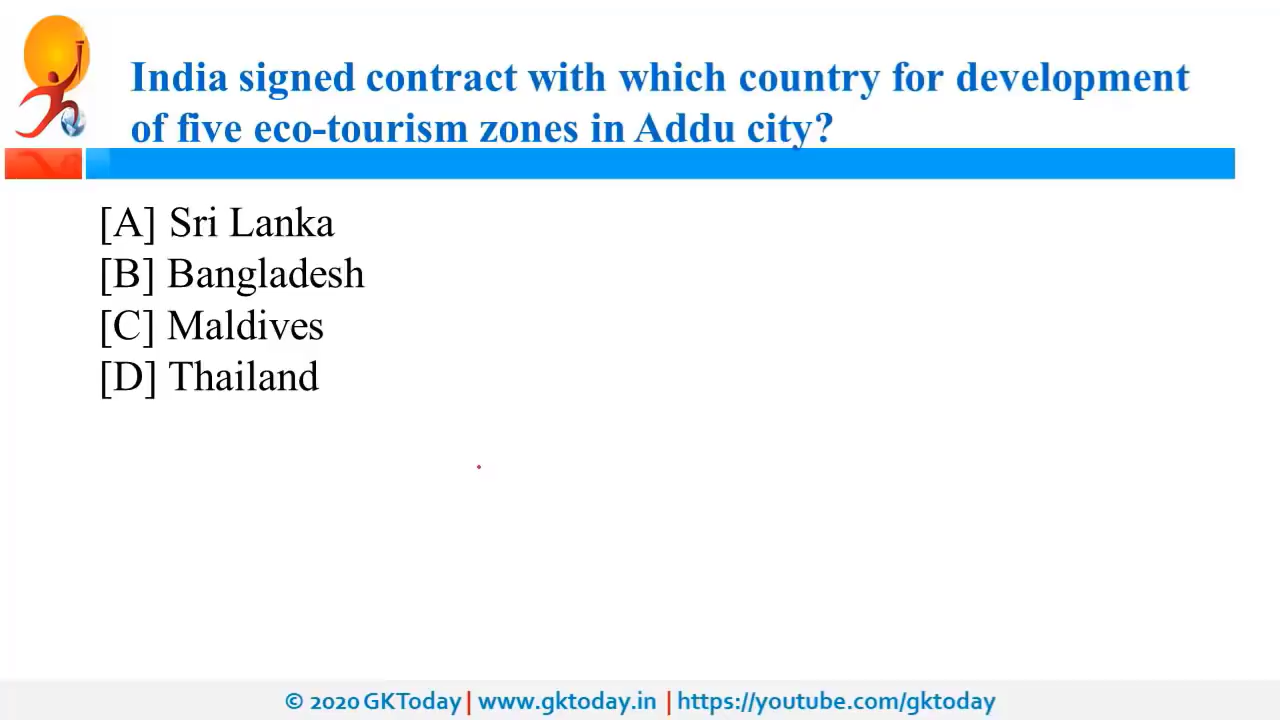 India signed contract with which country for development
of five eco-tourism zones in Addu city?
[A] Sri Lanka
[B] Bangladesh
[C] Maldives
[D] Thailand
© 2020 GKToday | www.gktoday.in | https://youtube.com/gktoday